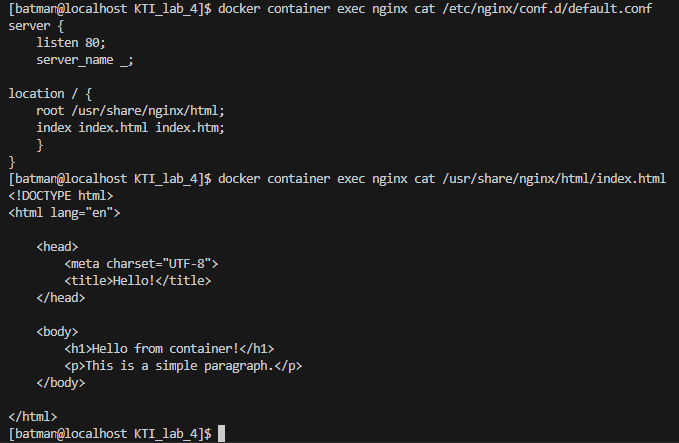 [batman@localhost KTI_lab_4]$ docker container exec nginx cat /etc/nginx/conf.d/default.conf
server {
    listen 80;
    server_name _;

location / {
    root /usr/share/nginx/html;
    index index.html index.htm;
    }
}
[batman@localhost KTI_lab_4]$ docker container exec nginx cat /usr/share/nginx/html/index.html
<!DOCTYPE html>
<html lang="en">

    <head>
        <meta charset="UTF-8">
        <title>Hello!</title>
    </head>

    <body>
        <h1>Hello from container!</h1>
        <p>This is a simple paragraph.</p>
    </body>

</html>
[batman@localhost KTI_lab_4]$